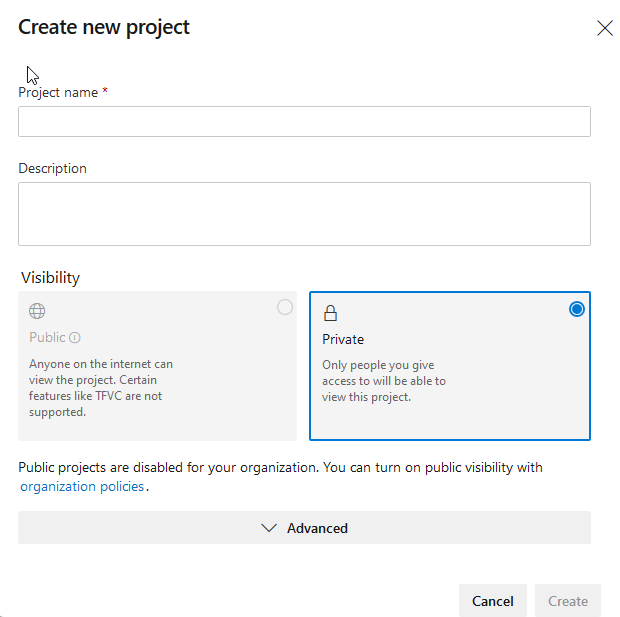 Create new project
Project name *
Description
Visibility
Public
Anyone on the internet can
view the project. Certain
features like TFVC are not
supported.
Private
Only people you give
access to will be able to
view this project.
Public projects are disabled for your organization. You can turn on public visibility with
organization policies.
Advanced
Cancel
Create